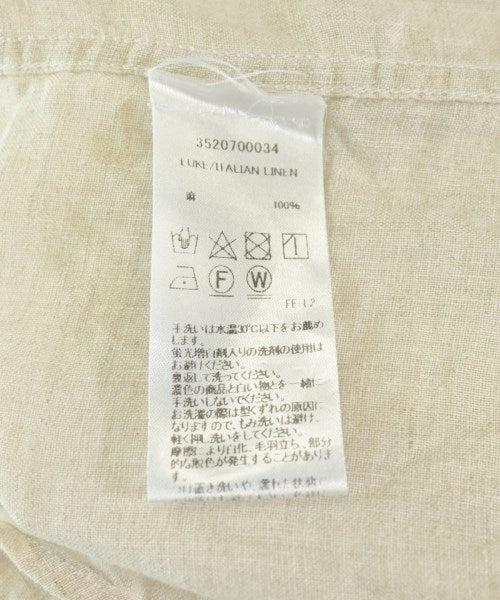 3520700034
LUKE/ITALIAN LINEN
麻 100%
F W
FE-L2
手洗いは水温30℃以下をお薦め
します。
蛍光増白剤入りの洗剤の使用は
お避けください。
裏返して洗ってください。
濃色の商品と白い物とを一緒に
手洗いしないでください。
お洗濯の際は型くずれの原因に
なりますので、もみ洗いは避け、
軽く押し洗いをしてください。
摩擦により白化、毛羽立ち、部分
的な脱色が発生することがありま
す。